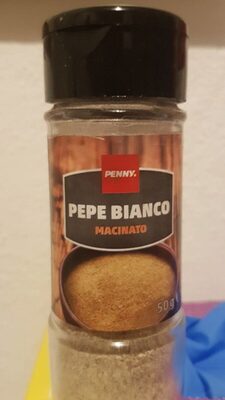 PENNY.
PEPE BIANCO
MACINATO
50g